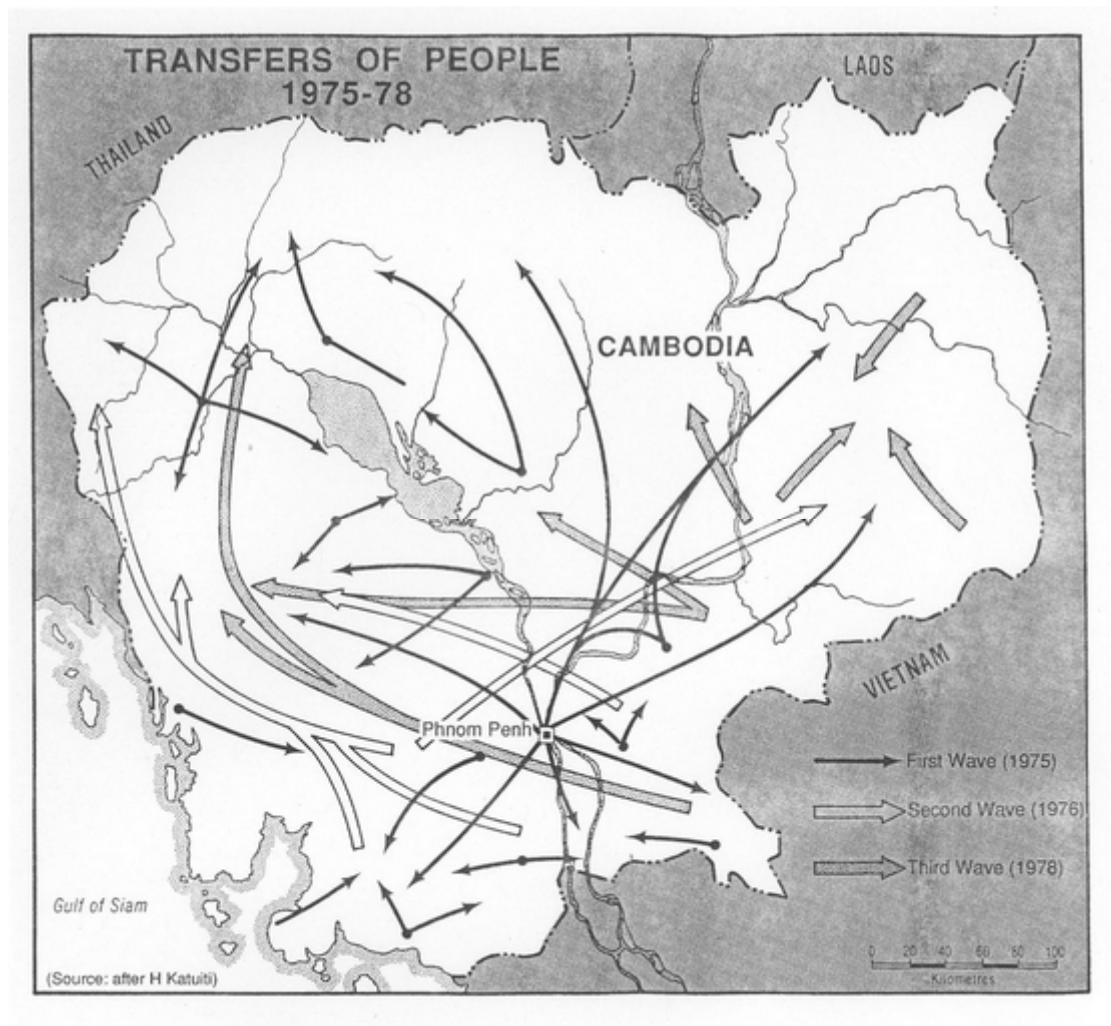 TRANSFERS OF PEOPLE
1975-78
LAOS
THAILAND
CAMBODIA
VIETNAM
Phnom Penh
First Wave (1975)
Second Wave (1976)
Third Wave (1978)
Gulf of Siam
0 20 40 60 80 100
Kilometres
(Source: after H Katuiti)